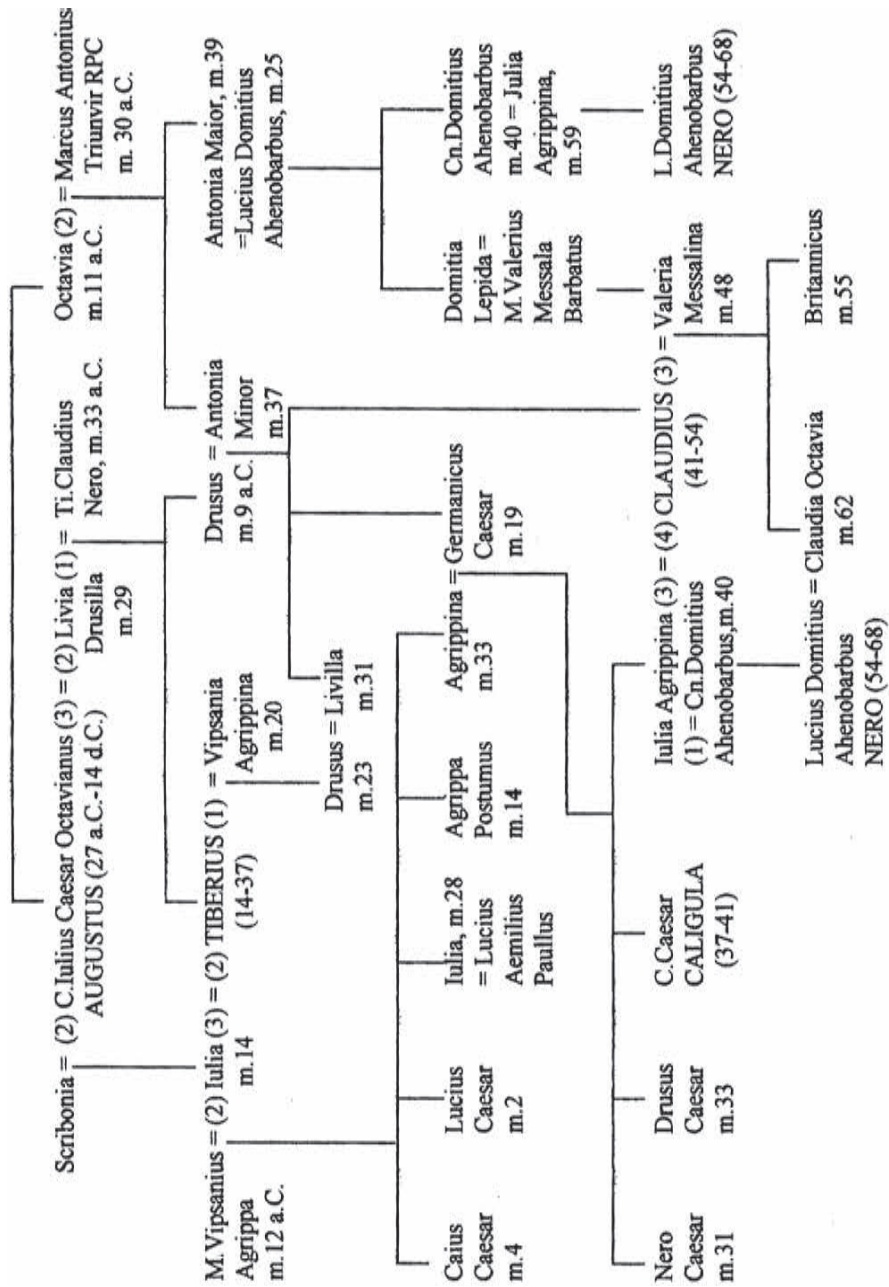 Scribonia = (2) C.Iulius Caesar Octavianus (3) = (2) Livia (1) = Ti.Claudius
AUGUSTUS (27 a.C.-14 d.C.)
Drusilla
m.29
Nero, m.33 a.C.
Octavia (2) = Marcus Antonius
m.11 a.C.
Triunvir RPC
m. 30 a.C.
M.Vipsanius = (2) Iulia (3) = (2) TIBERIUS (1) = Vipsania
Agrippa
m.12 a.C.
m.14
(14-37)
Agrippina
m.20
Drusus = Antonia
m.9 a.C.
Minor
m.37
Antonia Maior, m.39
=Lucius Domitius
Ahenobarbus, m.25
Drusus = Livilla
m.23
m.31
Caius
Caesar
m.4
Lucius
Caesar
m.2
Iulia, m.28
= Lucius
Aemilius
Paullus
Agrippa
Postumus
m.14
Agrippina = Germanicus
m.33
Caesar
m.19
Domitia
Lepida =
M.Valerius
Messala
Barbatus
Cn.Domitius
Ahenobarbus
m.40 = Julia
Agrippina,
m.59
Nero
Caesar
m.31
Drusus
Caesar
m.33
C.Caesar
CALIGULA
(37-41)
Iulia Agrippina (3) = (4) CLAUDIUS (3) = Valeria
(1) = Cn.Domitius
Ahenobarbus,m.40
(41-54)
Messalina
m.48
L.Domitius
Ahenobarbus
NERO (54-68)
Lucius Domitius = Claudia Octavia
Ahenobarbus
NERO (54-68)
m.62
Britannicus
m.55